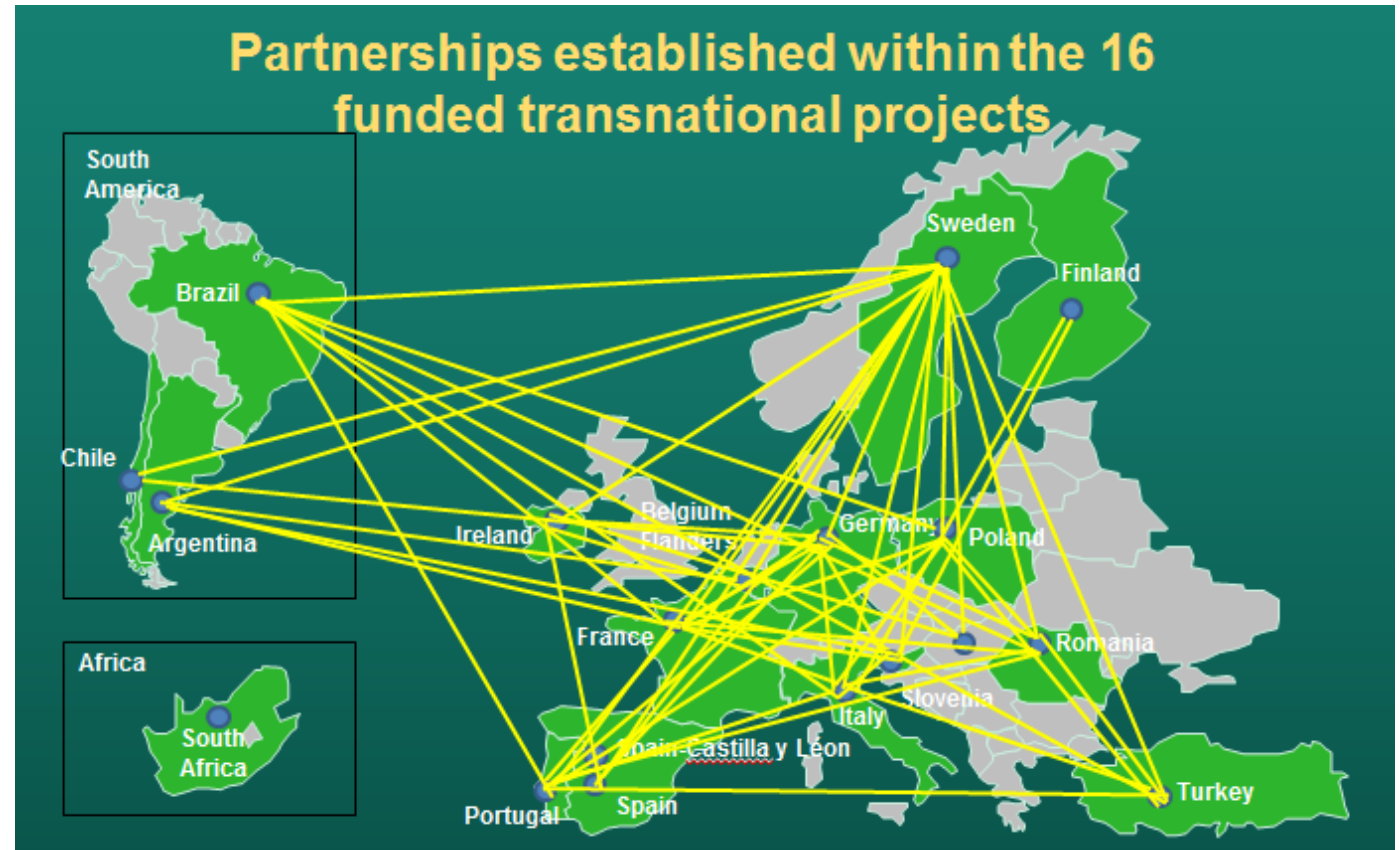 Partnerships established within the 16
funded transnational projects
South
America
Brazil
Chile
Argentina
Africa
South
Africa
Sweden
Finland
Ireland
Belgium
Flanders
Germany
Poland
France
Romania
Slovenia
Italy
Spain-Castilla y Léon
Spain
Portugal
Turkey